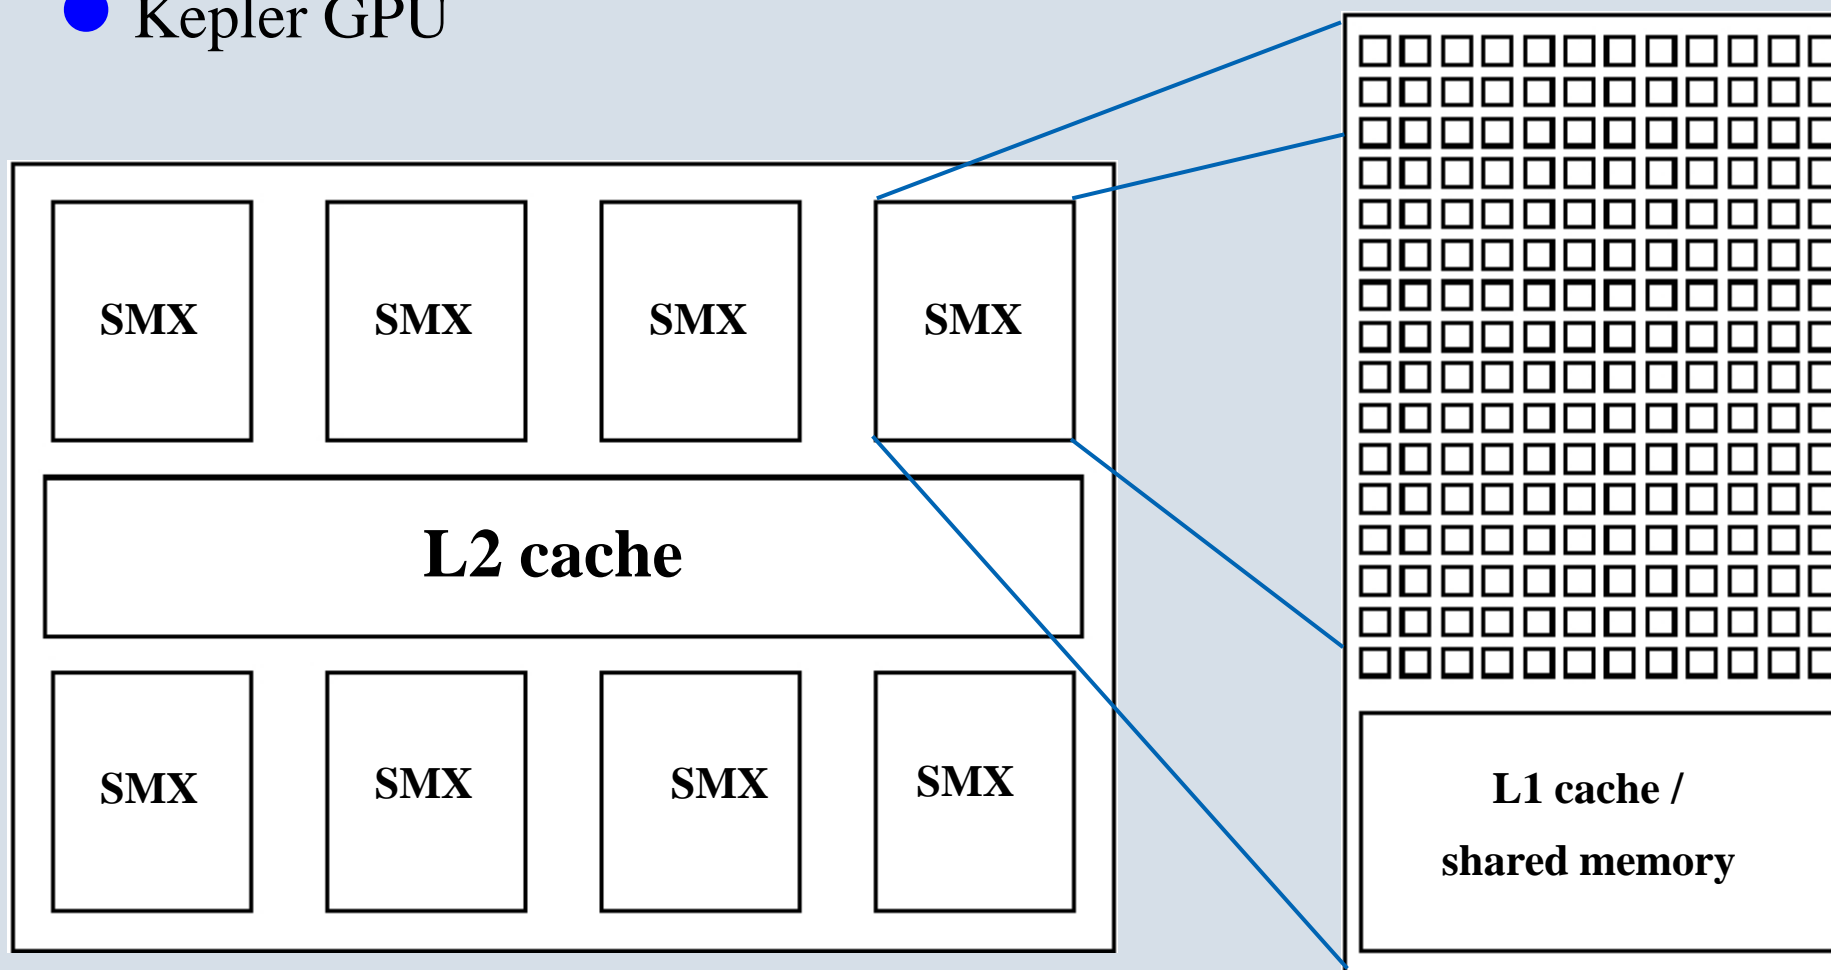 Kepler GPU
SMX
SMX
SMX
SMX
L2 cache
SMX
SMX
SMX
SMX
L1 cache /
shared memory